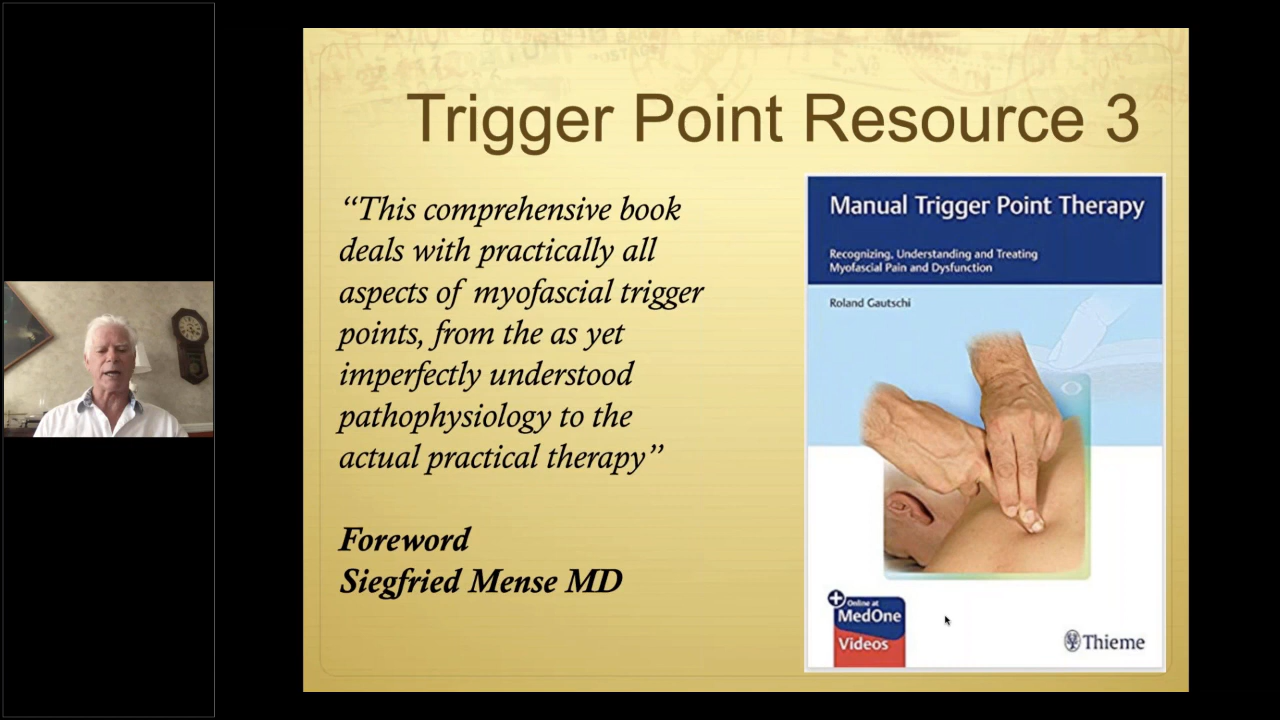 Trigger Point Resource 3
“This comprehensive book
deals with practically all
aspects of myofascial trigger
points, from the as yet
imperfectly understood
pathophysiology to the
actual practical therapy”
Foreword
Siegfried Mense MD
Manual Trigger Point Therapy
Recognizing, Understanding and Treating
Myofascial Pain and Dysfunction
Roland Gautschi
Online at
MedOne
Videos
Thieme